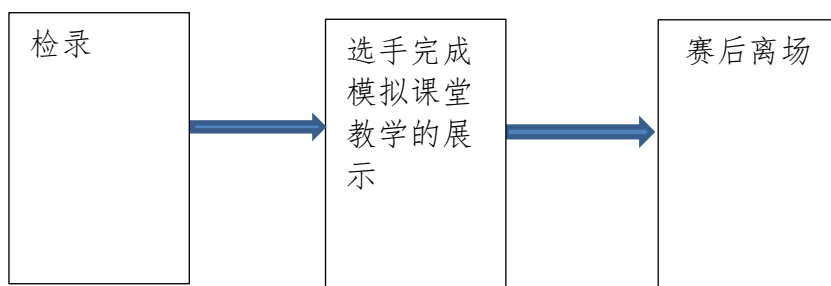 检录
选手完成
模拟课堂
教学的展
示
赛后离场